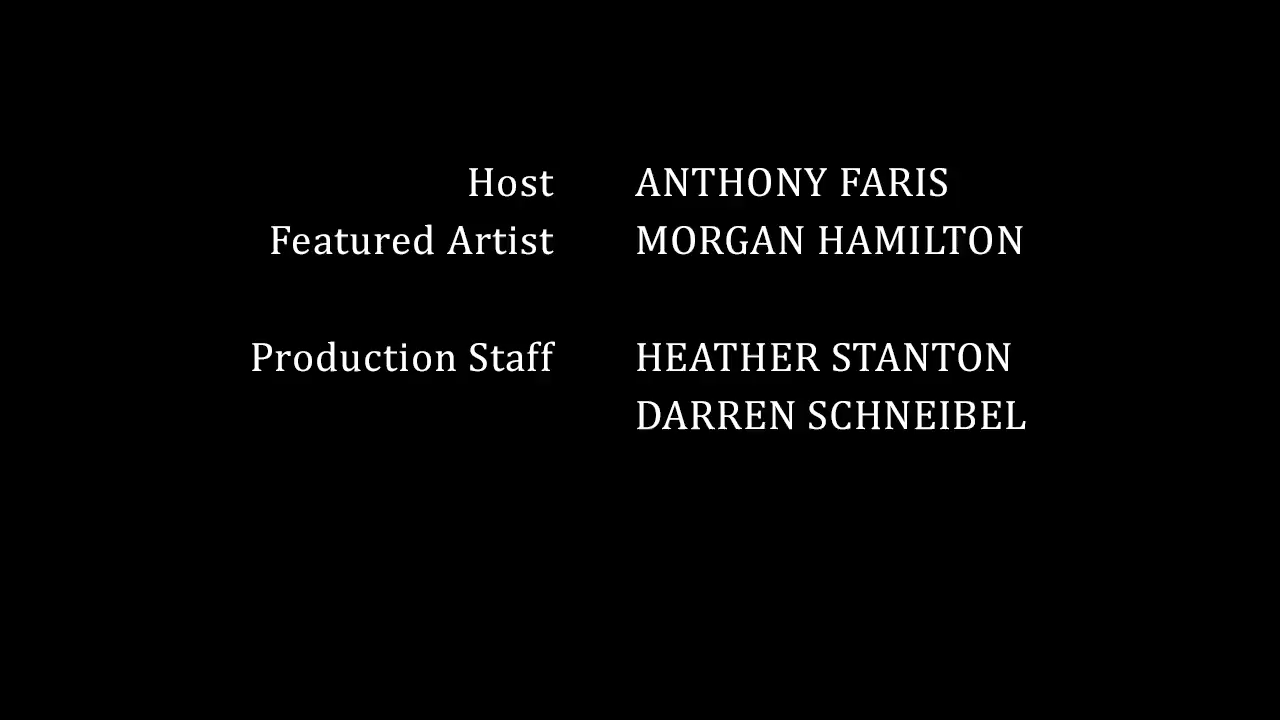 Host ANTHONY FARIS
Featured Artist MORGAN HAMILTON
Production Staff HEATHER STANTON
DARREN SCHNEIBEL